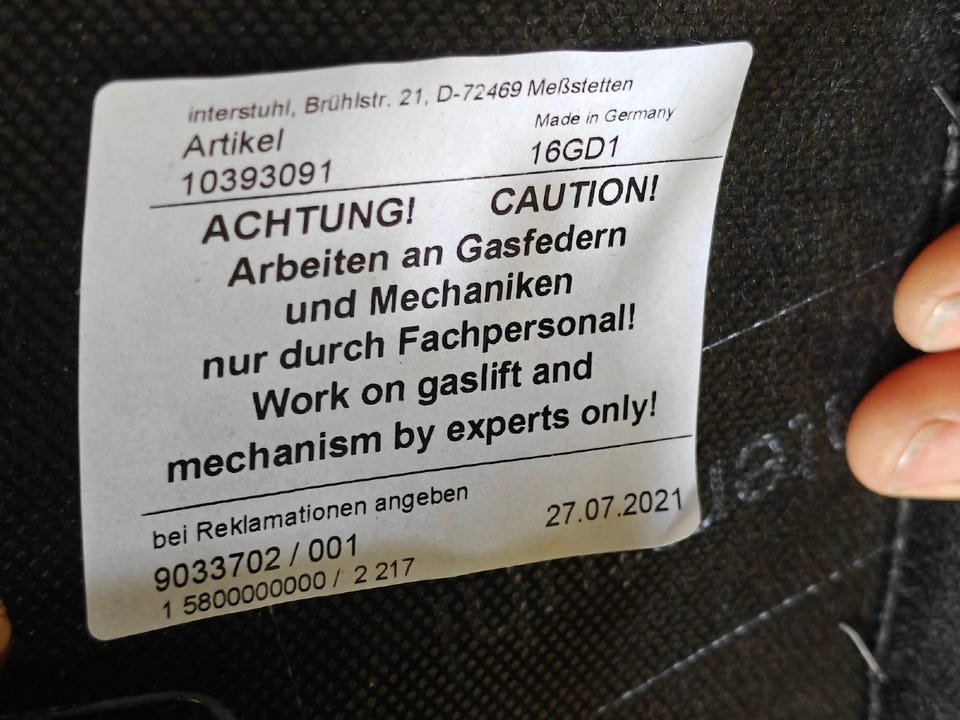 interstuhl, Brühlstr. 21, D-72469 Meßstetten
Made in Germany
Artikel
10393091 16GD1
ACHTUNG! CAUTION!
Arbeiten an Gasfedern
und Mechaniken
nur durch Fachpersonal!
Work on gaslift and
mechanism by experts only!
bei Reklamationen angeben
27.07.2021
9033702 / 001
1 5800000000 / 2 217